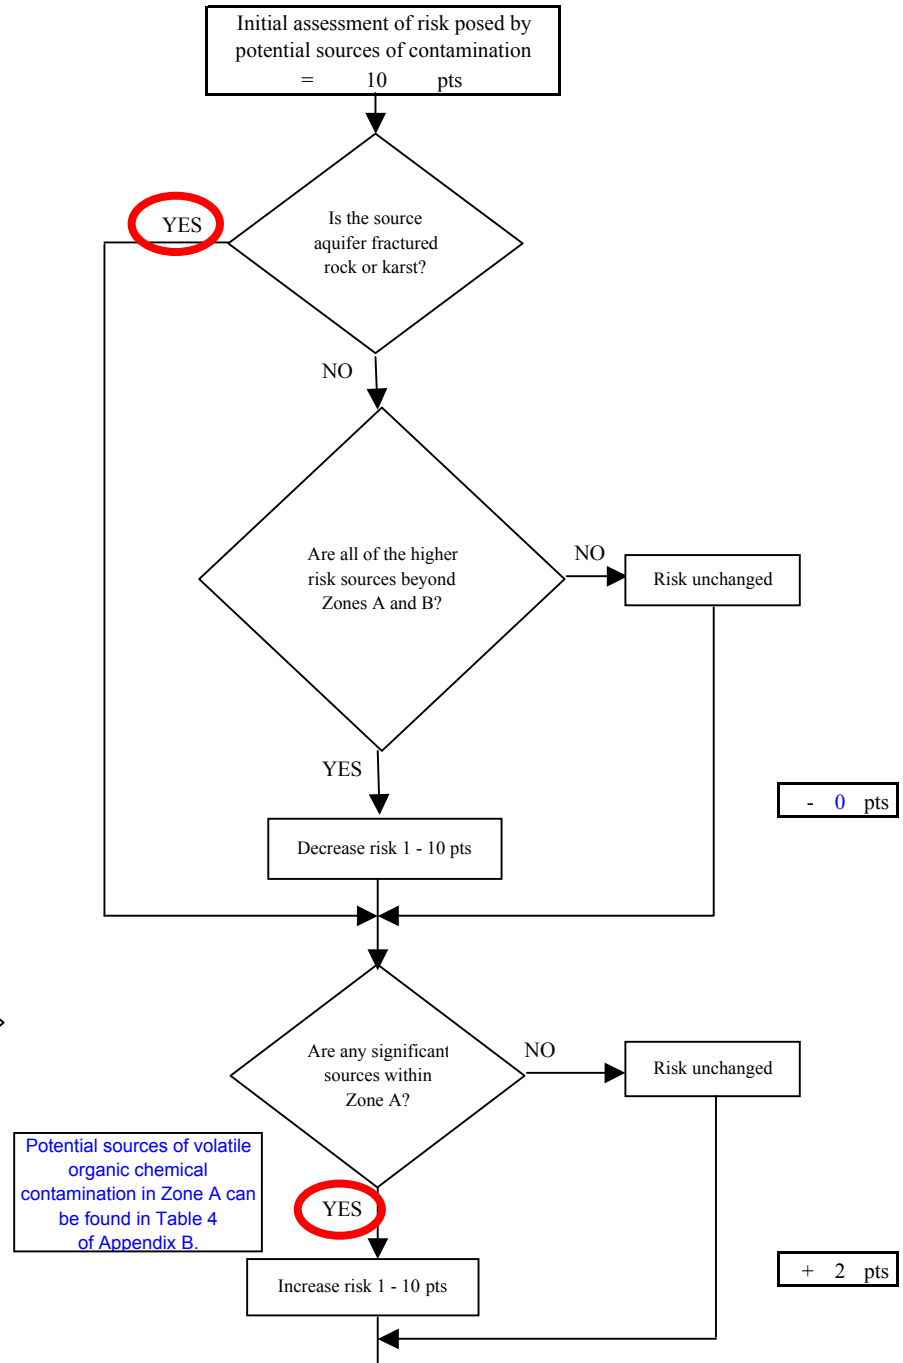 Initial assessment of risk posed by
potential sources of contamination
= 10 pts
YES
Is the source
aquifer fractured
rock or karst?
NO
Are all of the higher
risk sources beyond
Zones A and B?
NO
Risk unchanged
YES
- 0 pts
Decrease risk 1 - 10 pts
Are any significant
sources within
Zone A?
NO
Risk unchanged
Potential sources of volatile
organic chemical
contamination in Zone A can
be found in Table 4
of Appendix B.
YES
+ 2 pts
Increase risk 1 - 10 pts